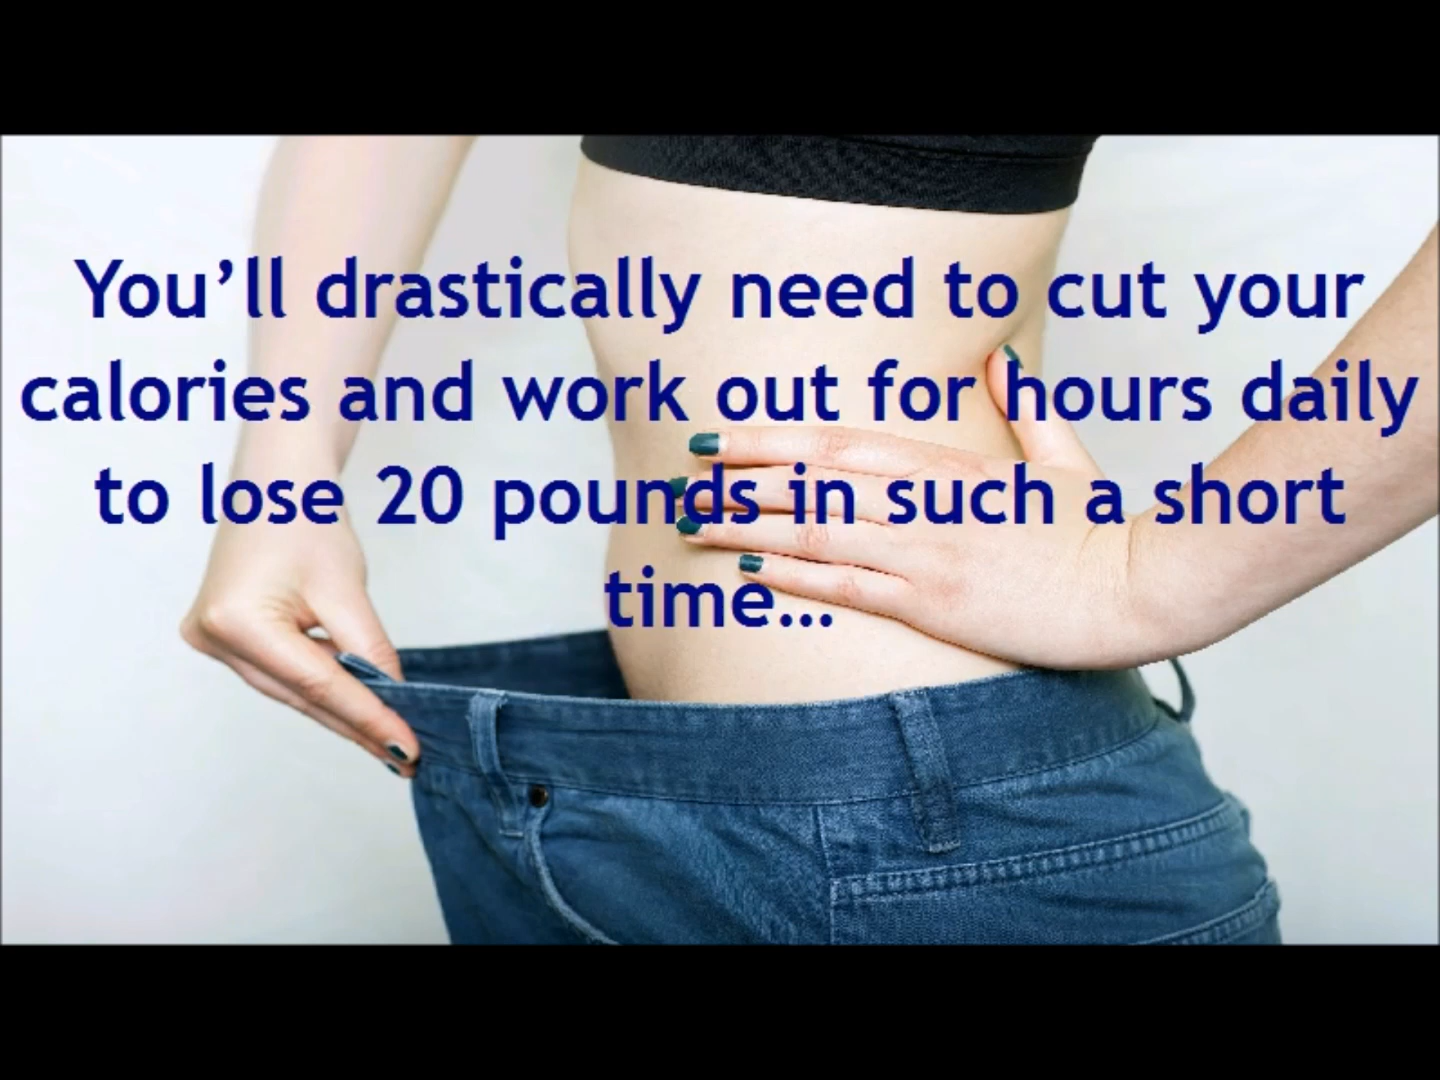 You’ll drastically need to cut your
calories and work out for hours daily
to lose 20 pounds in such a short
time…